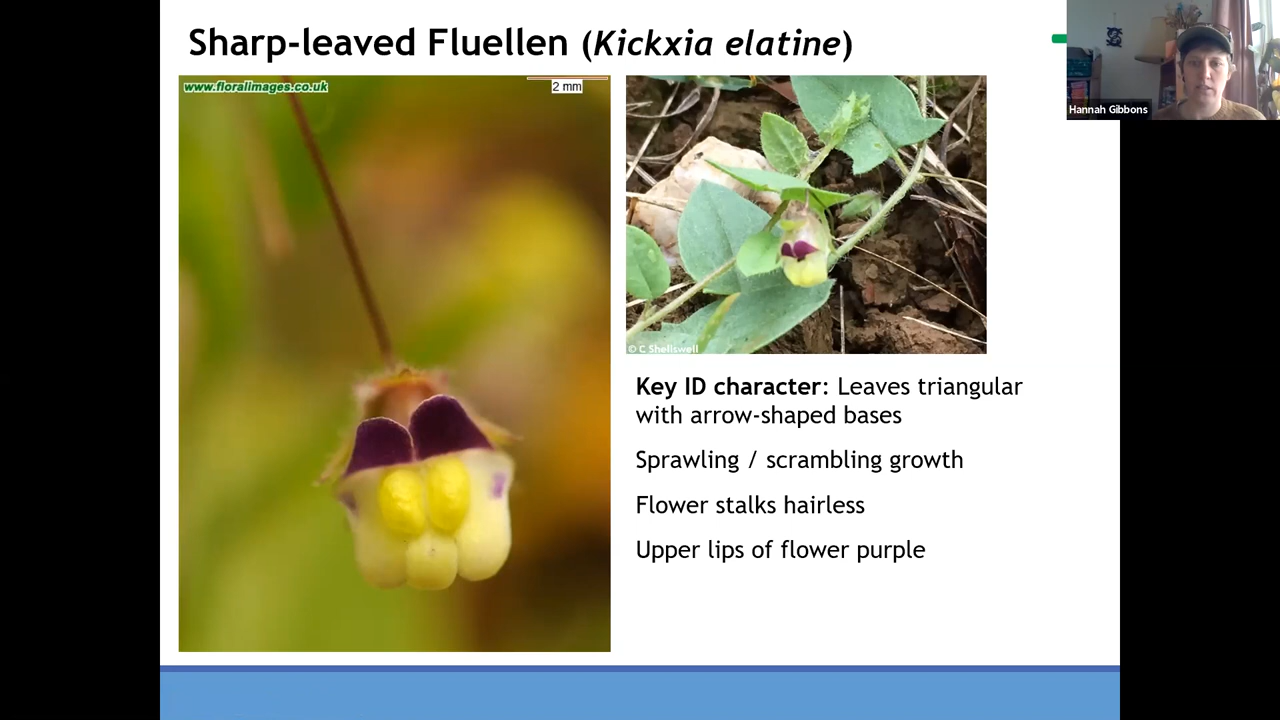 Sharp-leaved Fluellen (Kickxia elatine)
www.floralimages.co.uk
2 mm
© C Shellswell
Hannah Gibbons
Key ID character: Leaves triangular
with arrow-shaped bases
Sprawling / scrambling growth
Flower stalks hairless
Upper lips of flower purple